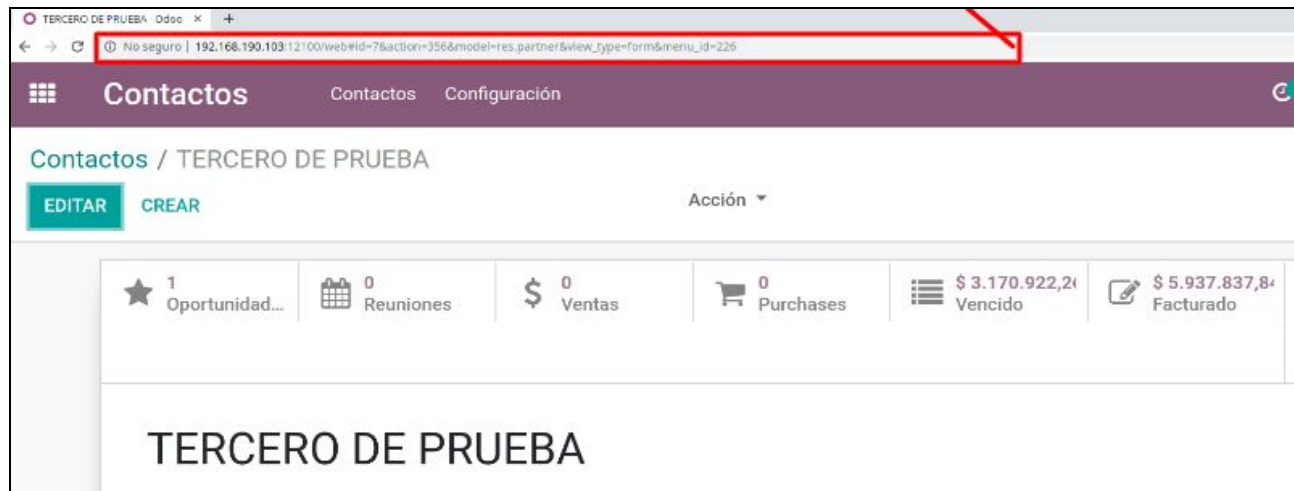 TERCERO DE PRUEBA - Odoo × +
No seguro | 192.168.190.103:12100/web#id=7&action=356&model=res.partner&view_type=form&menu_id=226
Contactos Contactos Configuración
Contactos / TERCERO DE PRUEBA
EDITAR CREAR Acción
1 0 0 0 $ 3.170.922,2 $ 5.937.837,8
Oportunidad... Reuniones Ventas Purchases Vencido Facturado
TERCERO DE PRUEBA